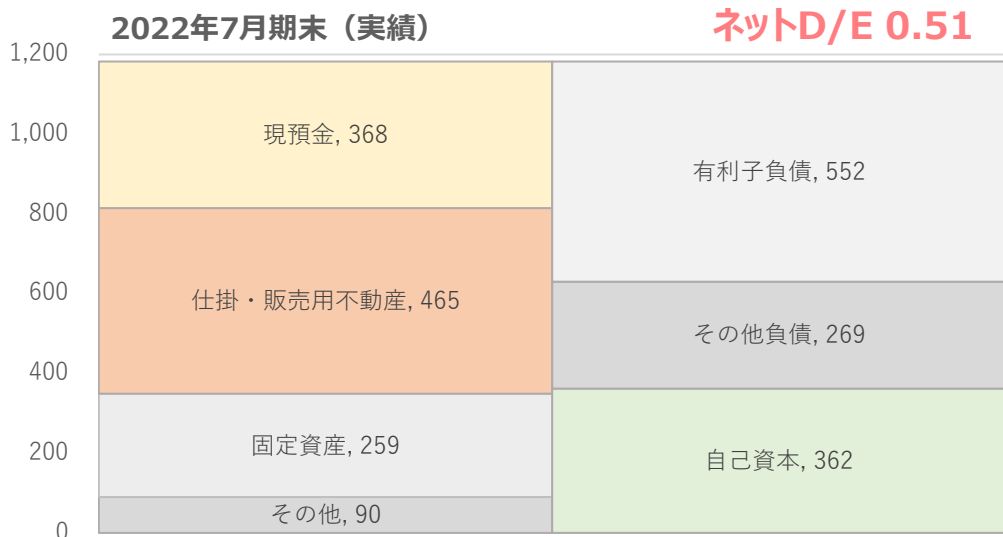 2022年7月期末（実績）
ネットD/E 0.51
1,200
1,000
800
600
400
200
0
現預金, 368
仕掛・販売用不動産, 465
固定資産, 259
その他, 90
有利子負債, 552
その他負債, 269
自己資本, 362